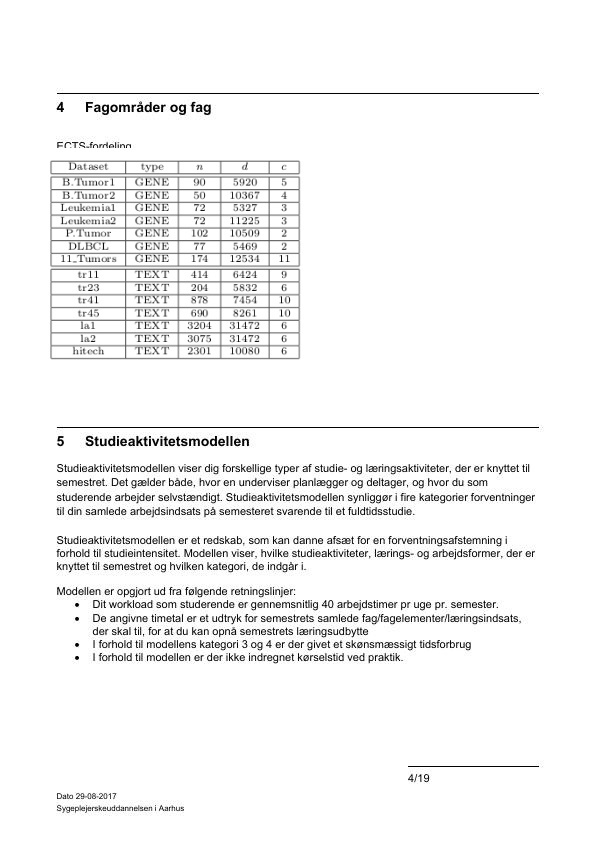 4 Fagområder og fag
ECTS-fordeling
Dataset type n d c
B.Tumor1 GENE 90 5920 5
B.Tumor2 GENE 50 10367 4
Leukemia1 GENE 72 5327 3
Leukemia2 GENE 72 11225 3
P.Tumor GENE 102 10509 2
DLBCL GENE 77 5469 2
11_Tumors GENE 174 12534 11
tr11 TEXT 414 6424 9
tr23 TEXT 204 5832 6
tr41 TEXT 878 7454 10
tr45 TEXT 690 8261 10
la1 TEXT 3204 31472 6
la2 TEXT 3075 31472 6
hitech TEXT 2301 10080 6
5 Studieaktivitetsmodellen
Studieaktivitetsmodellen viser dig forskellige typer af studie- og læringsaktiviteter, der er knyttet til
semestret. Det gælder både, hvor en underviser planlægger og deltager, og hvor du som
studerende arbejder selvstændigt. Studieaktivitetsmodellen synliggør i fire kategorier forventninger
til din samlede arbejdsindsats på semesteret svarende til et fuldtidsstudie.
Studieaktivitetsmodellen er et redskab, som kan danne afsæt for en forventningsafstemning i
forhold til studieintensitet. Modellen viser, hvilke studieaktiviteter, lærings- og arbejdsformer, der er
knyttet til semestret og hvilken kategori, de indgår i.
Modellen er opgjort ud fra følgende retningslinjer:
• Dit workload som studerende er gennemsnitlig 40 arbejdstimer pr uge pr. semester.
• De angivne timetal er et udtryk for semestrets samlede fag/fagelementer/læringsindsats,
der skal til, for at du kan opnå semestrets læringsudbytte
• I forhold til modellens kategori 3 og 4 er der givet et skønsmæssigt tidsforbrug
• I forhold til modellen er der ikke indregnet kørselstid ved praktik.
4/19
Dato 29-08-2017
Sygeplejerskeuddannelsen i Aarhus